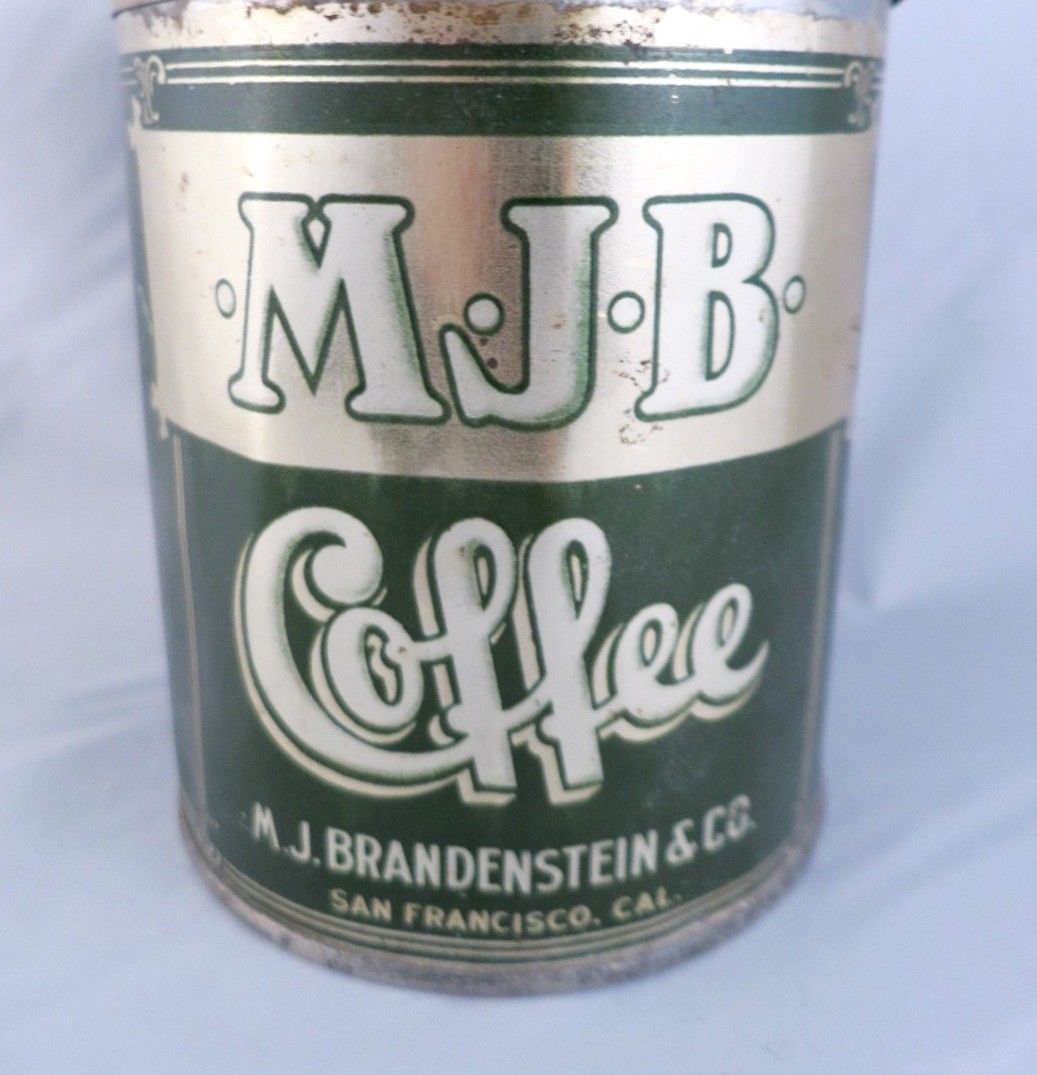 ·M·J·B·
Coffee
M.J. BRANDENSTEIN & CO.
SAN FRANCISCO. CAL.